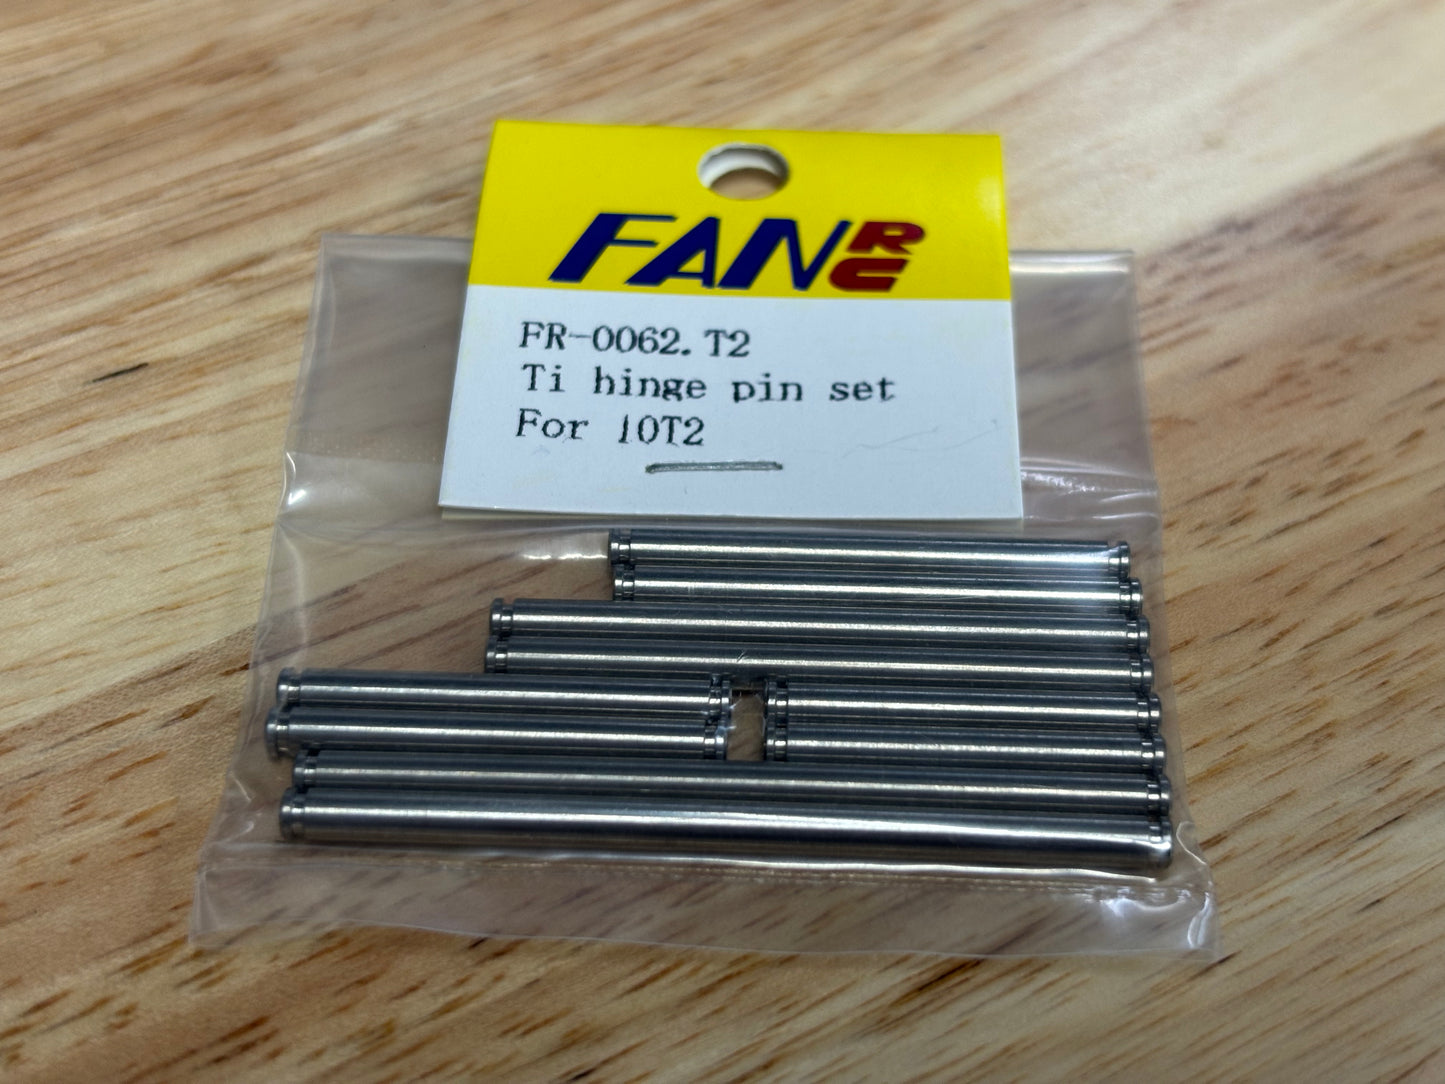 FAN RC
FR-0062.T2
Ti hinge pin set
For 10T2